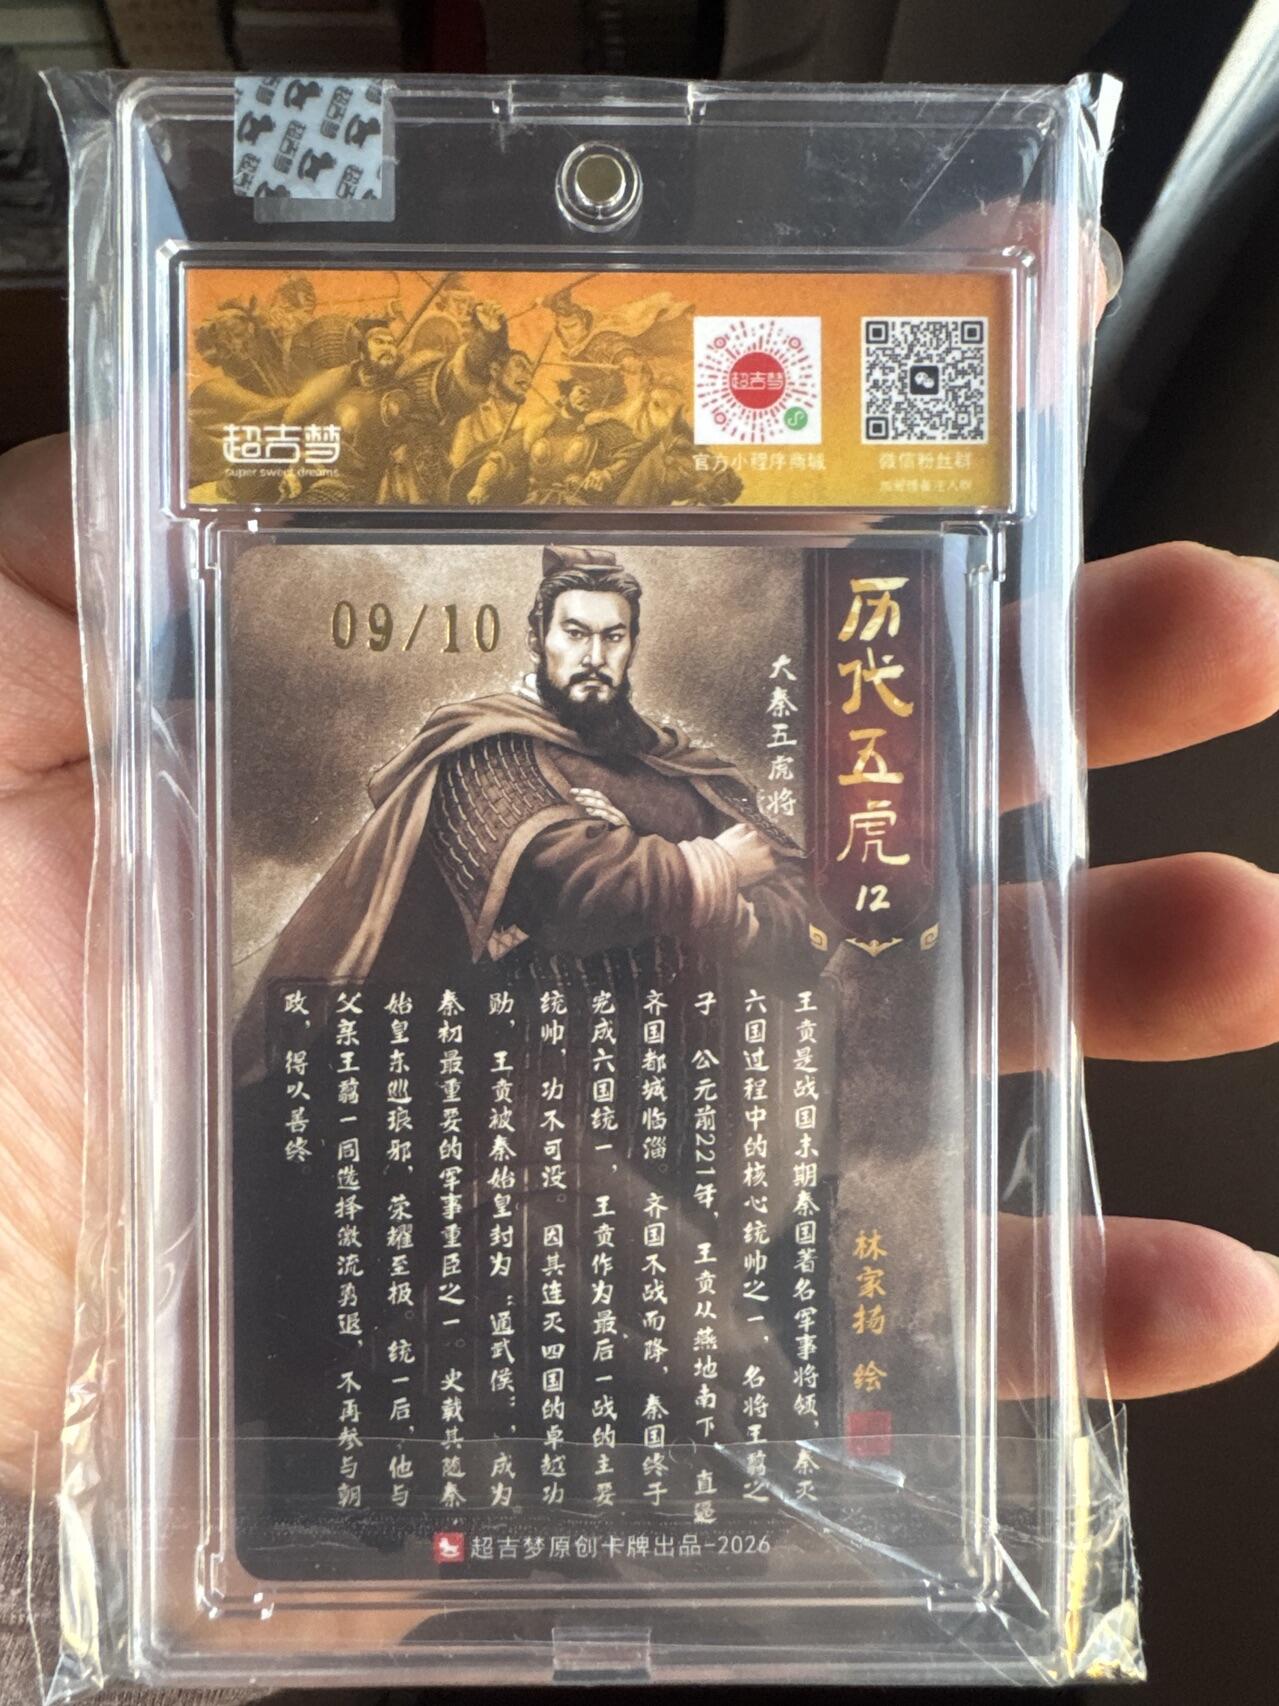 超吉梦
super sweet dreams
超吉梦
官方小程序商城
微信粉丝群
09/10
历代五虎
12
大秦五虎将
王贲是战国末期秦国著名军事将领,秦灭
六国过程中的核心统帅之一,名将王翦之
子。公元前221年,王贲从燕地南下 直逼
齐国都城临淄。齐国不战而降,秦国终于
完成六国统一,王贲作为最后一战的主要
统帅,功不可没。因其连灭四国的卓越功
勋,王贲被秦始皇封为“通武侯”,成为
秦初最重要的军事重臣之一。史载其随秦
始皇东巡琅邪,荣耀至极。统一后,他与
父亲王翦一同选择激流勇退,不再参与朝
政,得以善终。
林家扬 绘
超吉梦原创卡牌出品-2026